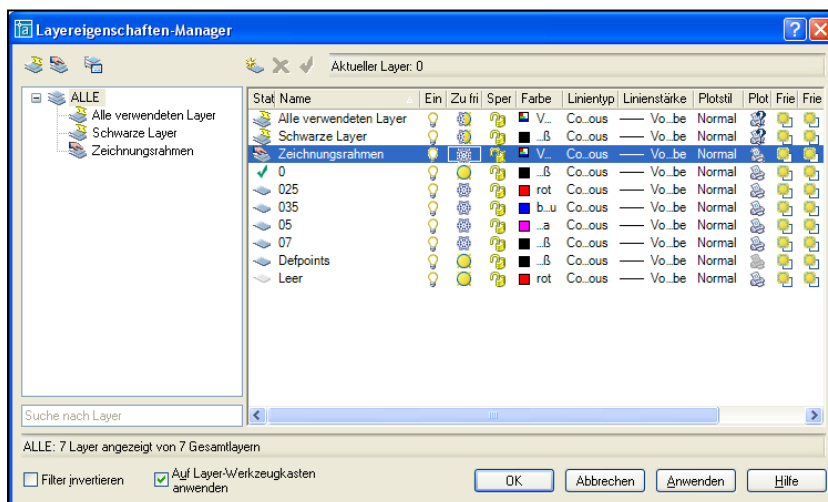 Layereigenschaften-Manager
Aktueller Layer: 0
ALLE
Alle verwendeten Layer
Schwarze Layer
Zeichnungsrahmen
Stat Name Ein Zu fri Sper Farbe Linientyp Linienstärke Plotstil Plot Frie Frie
Alle verwendeten Layer V... Co...ous Vo...be Normal
Schwarze Layer ...ß Co...ous Vo...be Normal
Zeichnungsrahmen V... Co...ous Vo...be Normal
0 ...ß Co...ous Vo...be Normal
025 rot Co...ous Vo...be Normal
035 b...u Co...ous Vo...be Normal
05 ...a Co...ous Vo...be Normal
07 ...ß Co...ous Vo...be Normal
Defpoints ...ß Co...ous Vo...be Normal
Leer rot Co...ous Vo...be Normal
Suche nach Layer
ALLE: 7 Layer angezeigt von 7 Gesamtlayern
Filter invertieren
Auf Layer-Werkzeugkasten
anwenden
OK Abbrechen Anwenden Hilfe